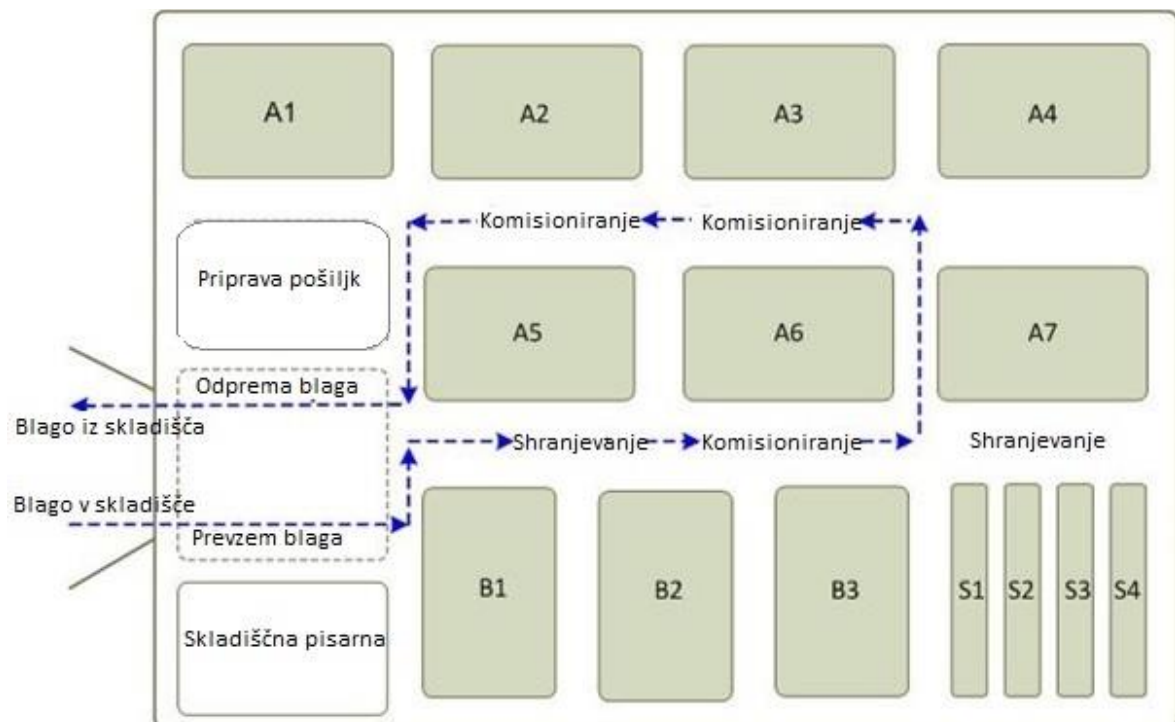 A1
A2
A3
A4
Komisioniranje
Komisioniranje
Priprava pošiljk
A5
A6
A7
Odprema blaga
Blago iz skladišča
Shranjevanje
Komisioniranje
Shranjevanje
Blago v skladišče
Prevzem blaga
B1
B2
B3
S1
S2
S3
S4
Skladiščna pisarna